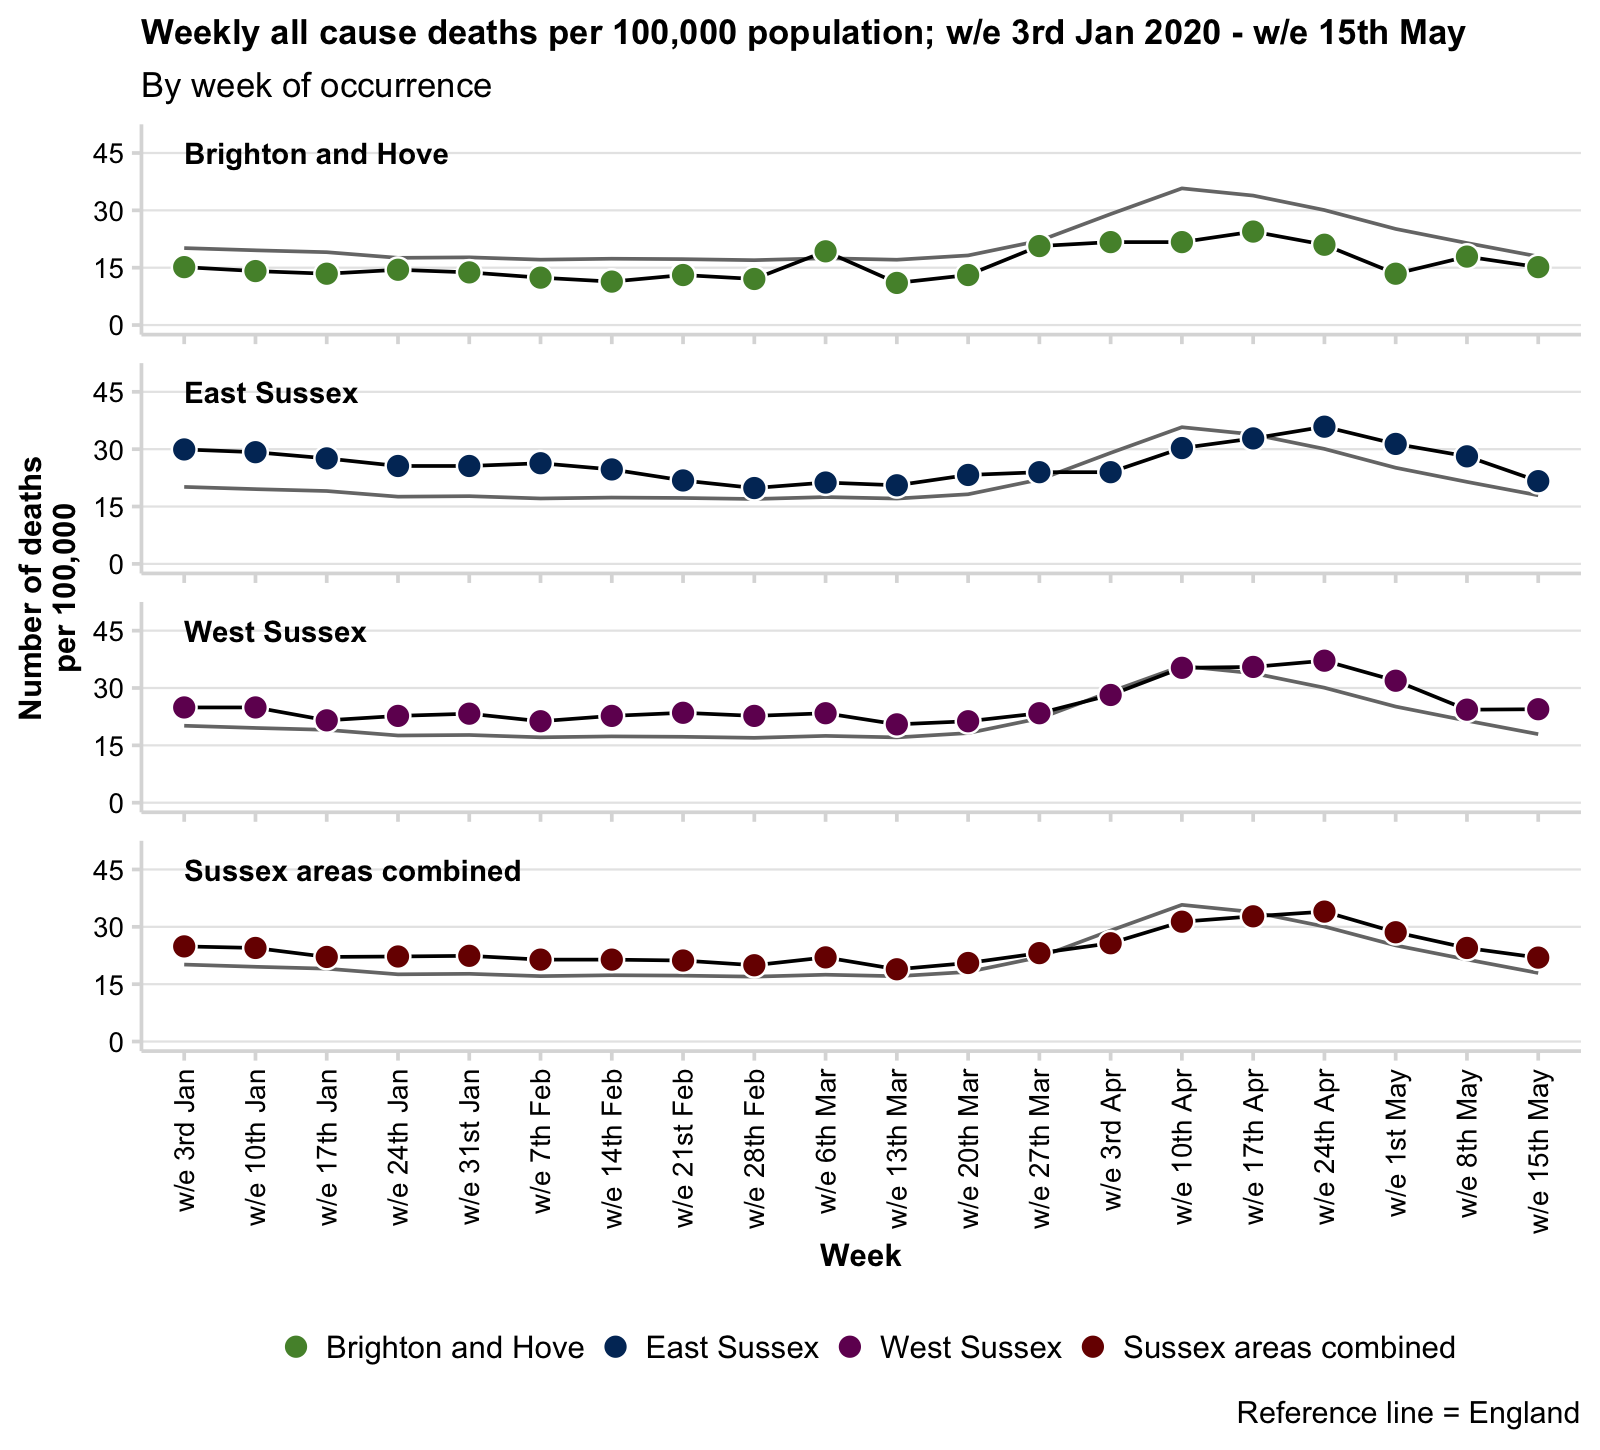 Weekly all cause deaths per 100,000 population; w/e 3rd Jan 2020 - w/e 15th May
By week of occurrence
Number of deaths
per 100,000
Brighton and Hove
45
30
15
0
East Sussex
45
30
15
0
West Sussex
45
30
15
0
Sussex areas combined
45
30
15
0
w/e 3rd Jan
w/e 10th Jan
w/e 17th Jan
w/e 24th Jan
w/e 31st Jan
w/e 7th Feb
w/e 14th Feb
w/e 21st Feb
w/e 28th Feb
w/e 6th Mar
w/e 13th Mar
w/e 20th Mar
w/e 27th Mar
w/e 3rd Apr
w/e 10th Apr
w/e 17th Apr
w/e 24th Apr
w/e 1st May
w/e 8th May
w/e 15th May
Week
Brighton and Hove East Sussex West Sussex Sussex areas combined
Reference line = England